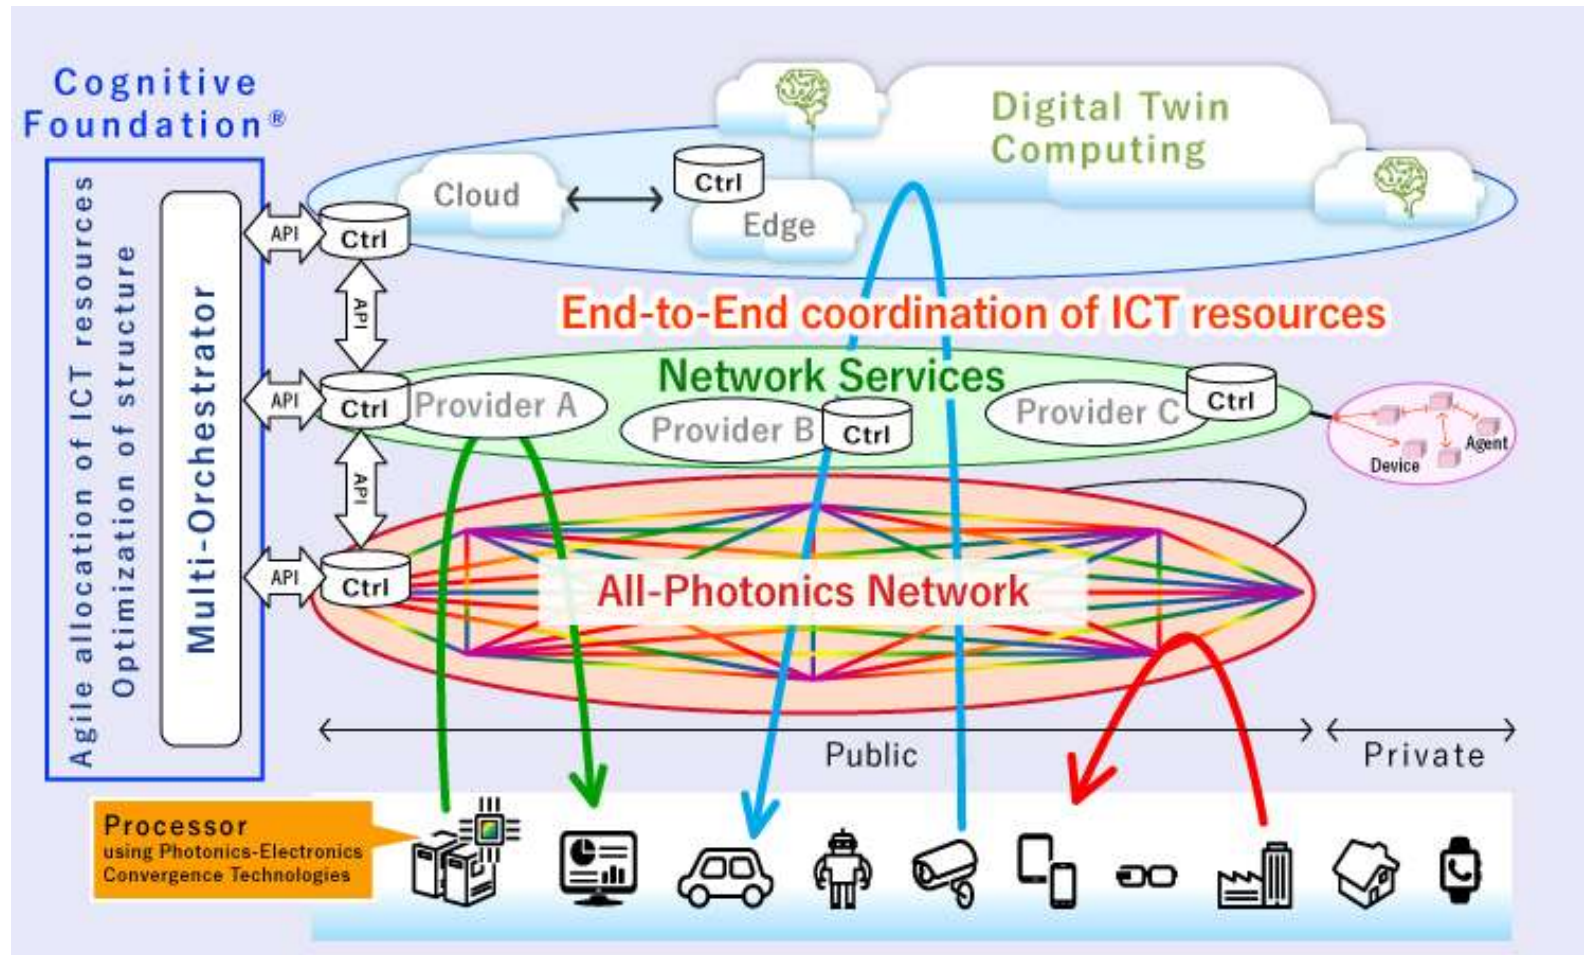 Cognitive
Foundation®
Agile allocation of ICT resources
Optimization of structure
Multi-Orchestrator
API
Ctrl
Cloud
Ctrl
Edge
Digital Twin
Computing
API
End-to-End coordination of ICT resources
Network Services
API
Ctrl
Provider A
Provider B
Ctrl
Provider C
Ctrl
Device
Agent
API
API
Ctrl
All-Photonics Network
Public
Private
Processor
using Photonics-Electronics
Convergence Technologies